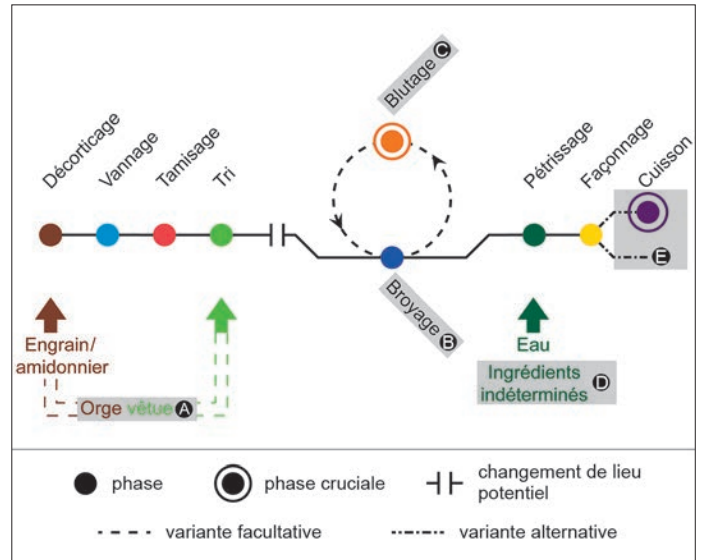 Décorticage
Vannage
Tamisage
Tri
Blutage C
Broyage B
Pétrissage
Façonnage
Cuisson
E
Engrain/
amidonnier
Orge vêtue A
Eau
Ingrédients
indéterminés D
phase
phase cruciale
changement de lieu
potentiel
variante facultative
variante alternative